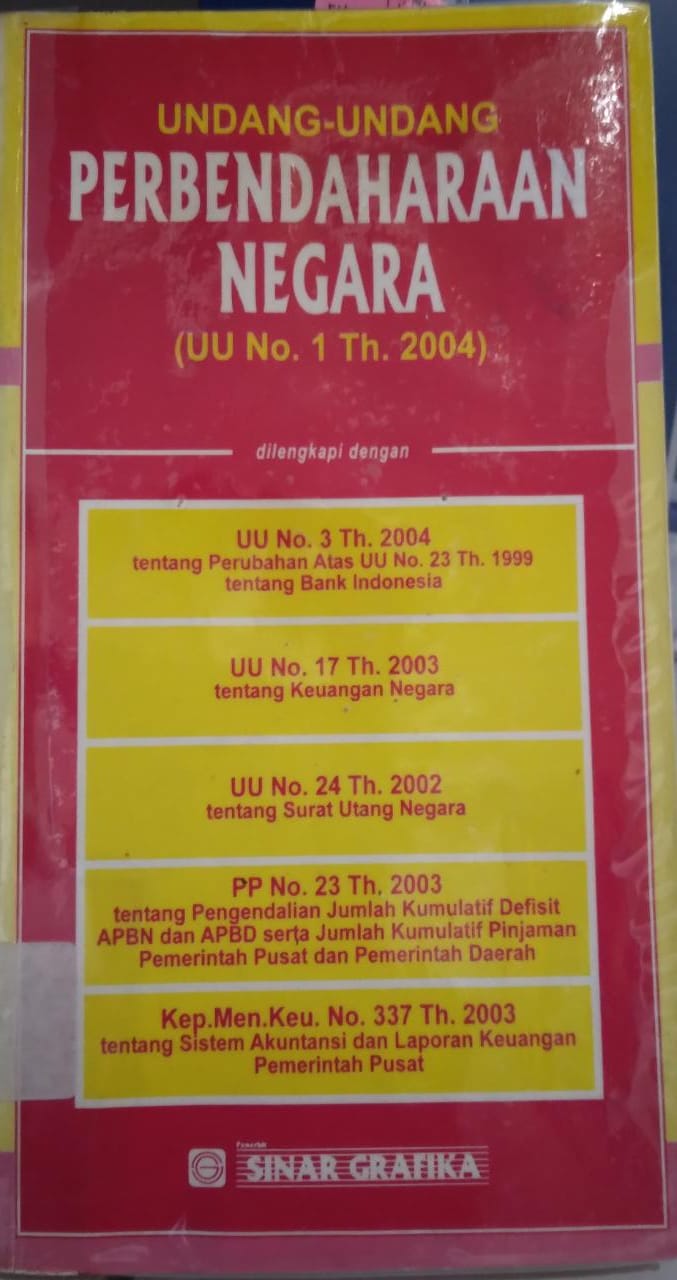 UNDANG-UNDANG
PERBENDAHARAAN
NEGARA
(UU No. 1 Th. 2004)
dilengkapi dengan
UU No. 3 Th. 2004
tentang Perubahan Atas UU No. 23 Th. 1999
tentang Bank Indonesia
UU No. 17 Th. 2003
tentang Keuangan Negara
UU No. 24 Th. 2002
tentang Surat Utang Negara
PP No. 23 Th. 2003
tentang Pengendalian Jumlah Kumulatif Defisit
APBN dan APBD serta Jumlah Kumulatif Pinjaman
Pemerintah Pusat dan Pemerintah Daerah
Kep.Men.Keu. No. 337 Th. 2003
tentang Sistem Akuntansi dan Laporan Keuangan
Pemerintah Pusat
Penerbit
SINAR GRAFIKA